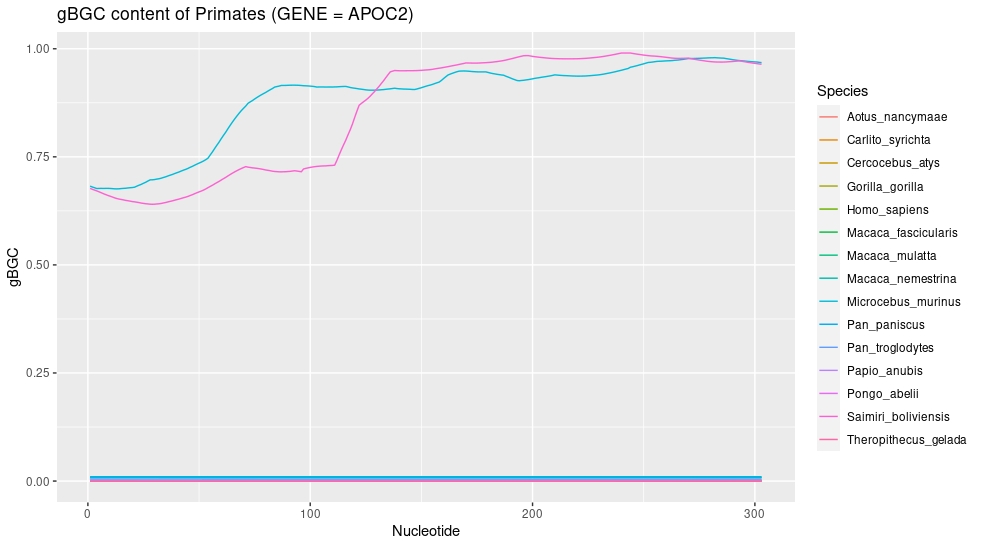 gBGC content of Primates (GENE = APOC2)
1.00
0.75
0.50
0.25
0.00
gBGC
0
100
200
300
Nucleotide
Species
Aotus_nancymaae
Carlito_syrichta
Cercocebus_atys
Gorilla_gorilla
Homo_sapiens
Macaca_fascicularis
Macaca_mulatta
Macaca_nemestrina
Microcebus_murinus
Pan_paniscus
Pan_troglodytes
Papio_anubis
Pongo_abelii
Saimiri_boliviensis
Theropithecus_gelada